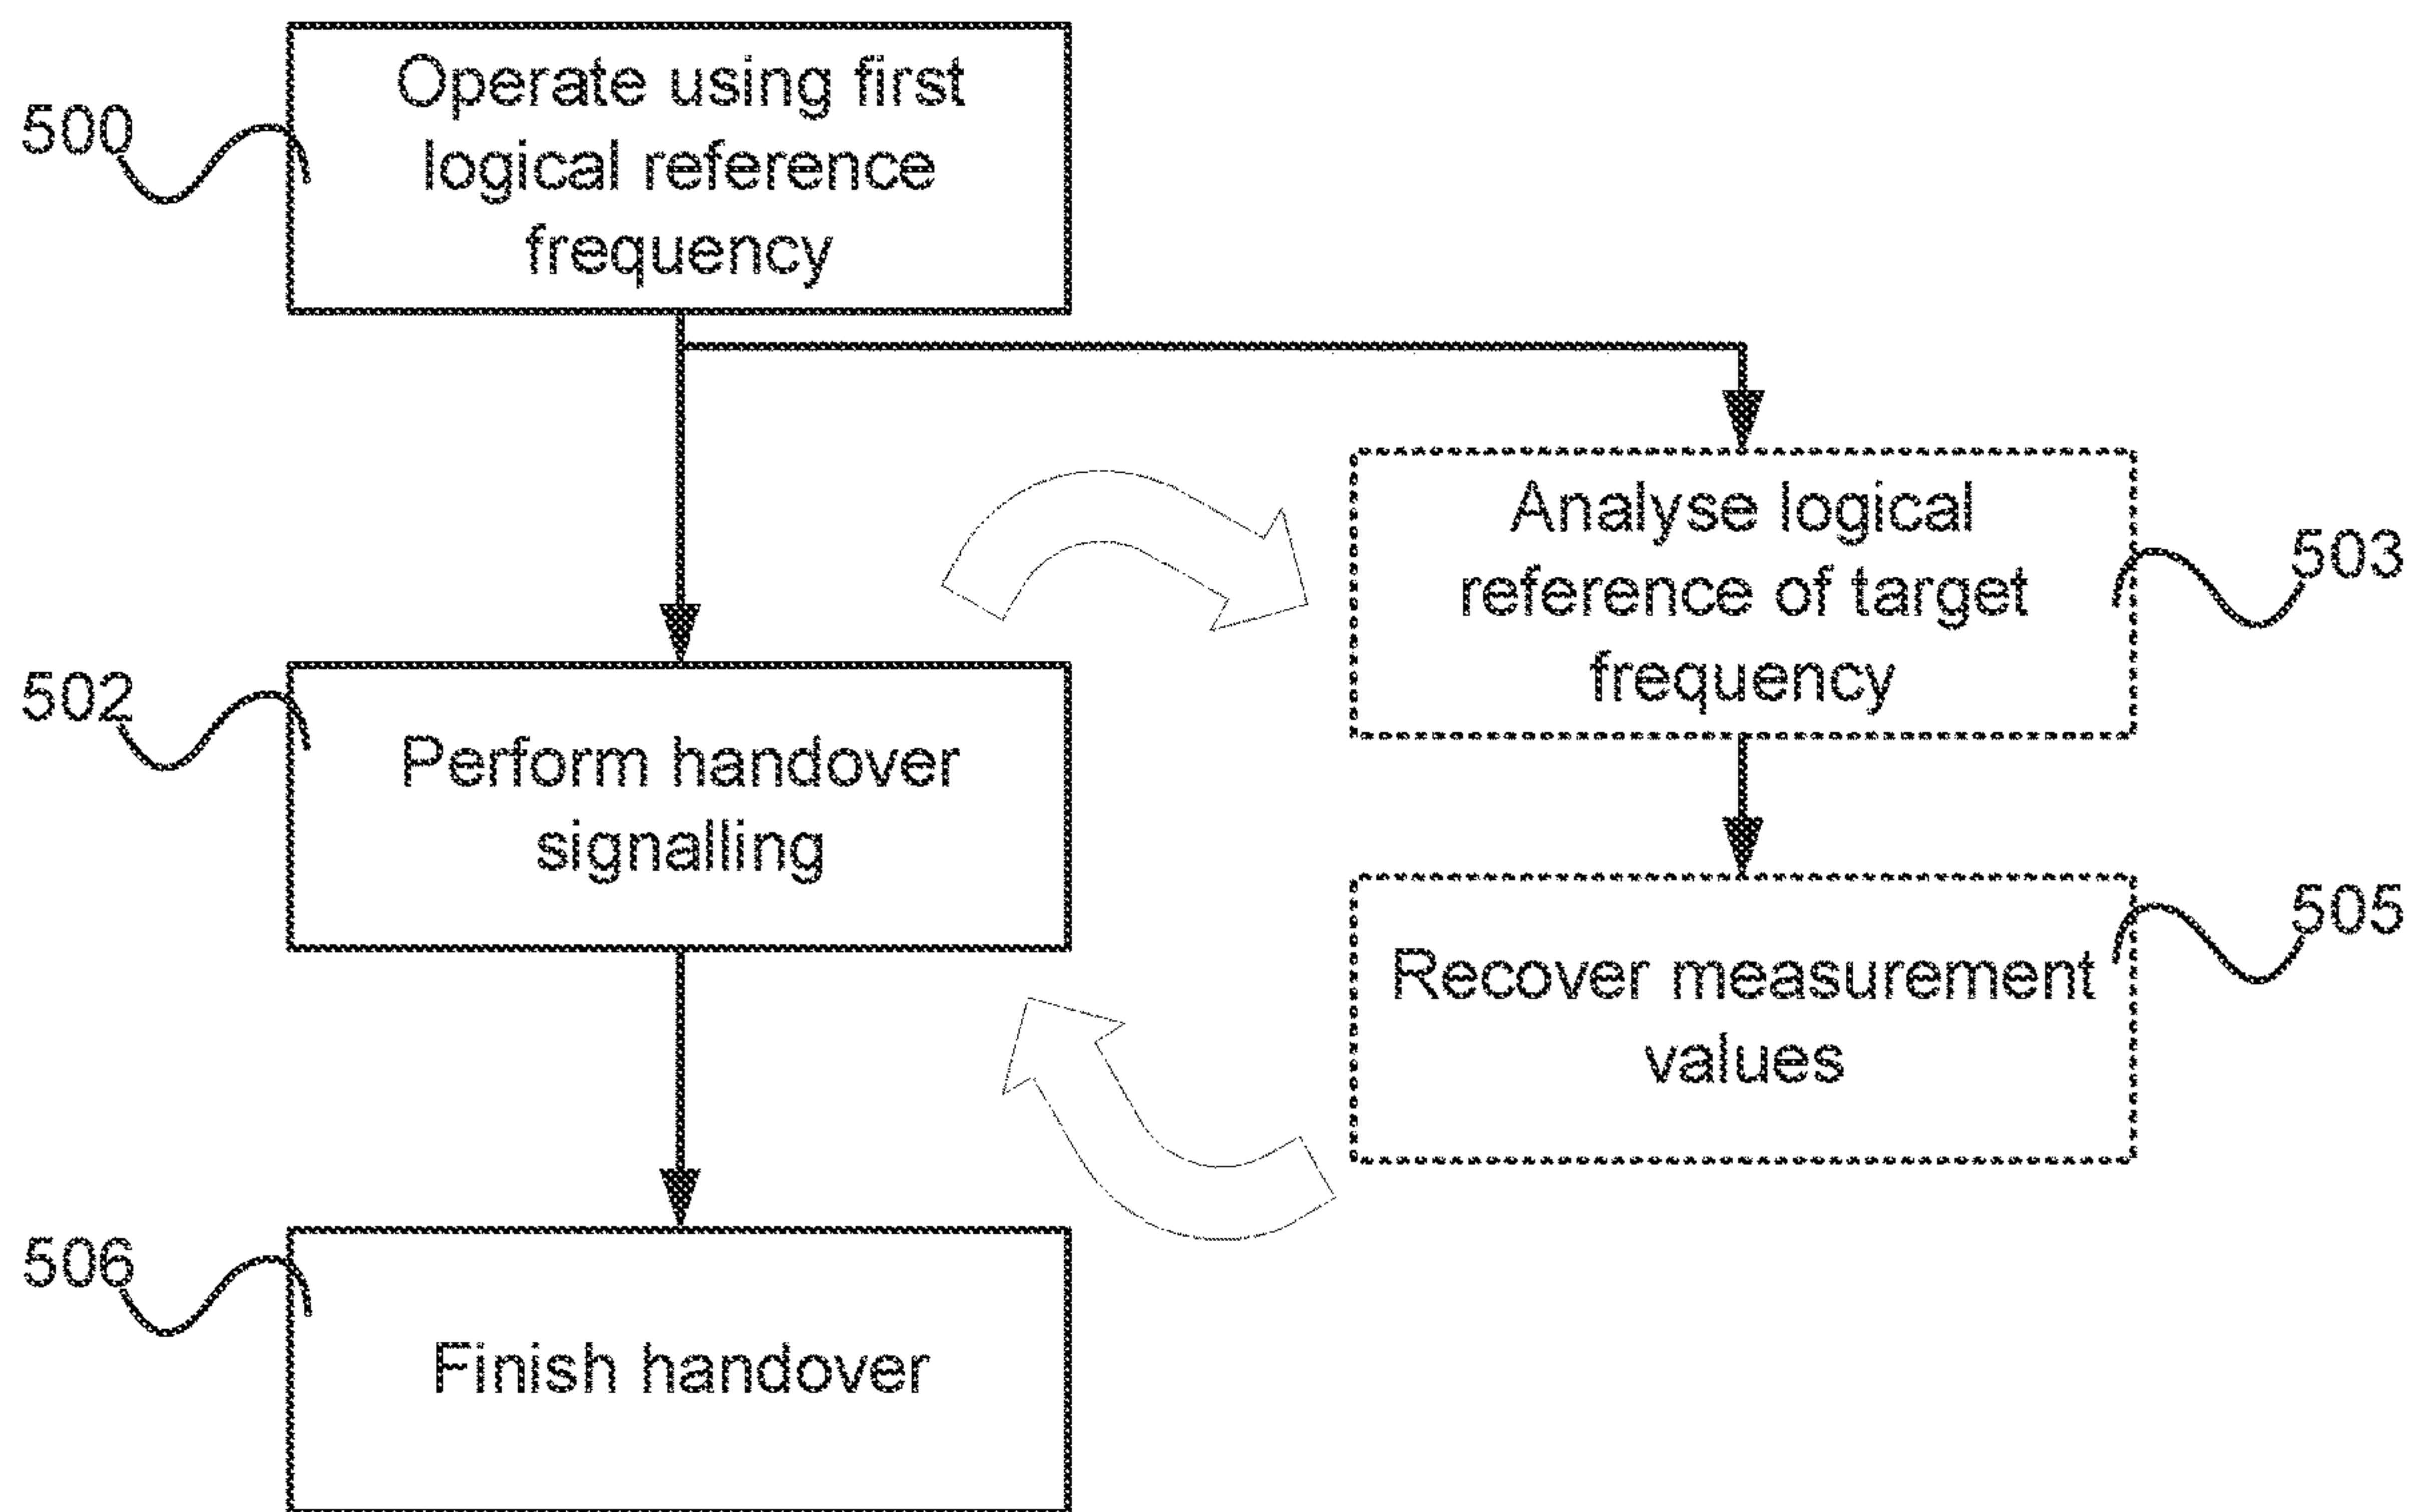 500
Operate using first
logical reference
frequency
Analyse logical
reference of target
frequency
503
502
Perform handover
signalling
505
Recover measurement
values
506
Finish handover